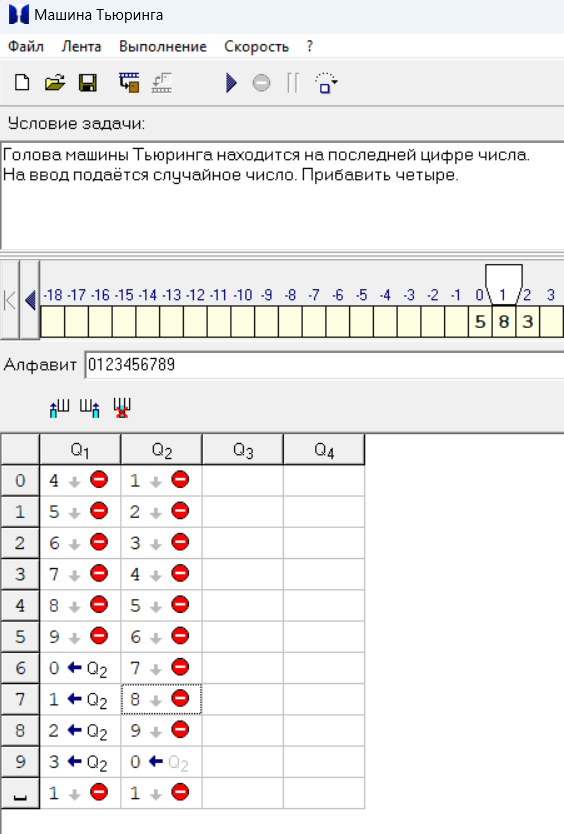 Машина Тьюринга
Файл Лента Выполнение Скорость ?
Условие задачи:
Голова машины Тьюринга находится на последней цифре числа.
На ввод подаётся случайное число. Прибавить четыре.
-18 -17 -16 -15 -14 -13 -12 -11 -10 -9 -8 -7 -6 -5 -4 -3 -2 -1 0 1 2 3
5 8 3
Алфавит 0123456789
Q1 Q2 Q3 Q4
0 4 1
1 5 2
2 6 3
3 7 4
4 8 5
5 9 6
6 0 Q2 7
7 1 Q2 8
8 2 Q2 9
9 3 Q2 0 Q2
␣ 1 1